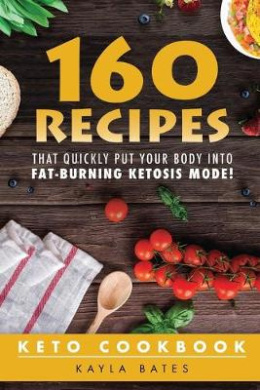 160
RECIPES
THAT QUICKLY PUT YOUR BODY INTO
FAT-BURNING KETOSIS MODE!
KETO COOKBOOK
KAYLA BATES